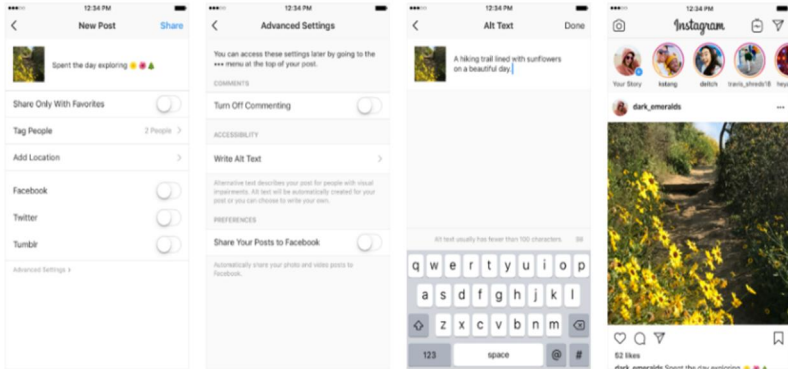 12:34 PM
New Post
Share
Spent the day exploring 🌻🌺🌲
Share Only With Favorites
Tag People
2 People
Add Location
Facebook
Twitter
Tumblr
Advanced Settings
12:34 PM
Advanced Settings
You can access these settings later by going to the
••• menu at the top of your post.
COMMENTS
Turn Off Commenting
ACCESSIBILITY
Write Alt Text
Alternative text describes your post for people with visual
impairments. Alt text will be automatically created for your
photo or you can choose to write your own.
PREFERENCES
Share Your Posts to Facebook
Automatically share your photo and video posts to
Facebook.
12:34 PM
Alt Text
Done
A hiking trail lined with sunflowers
on a beautiful day.
Alt text usually has fewer than 100 characters.
q w e r t y u i o p
a s d f g h j k l
z x c v b n m
123
space
@ #
12:34 PM
Instagram
Your Story
deitch
travis_shreds18
dark_emeralds
52 likes
dark_emeralds Spent the day exploring 🌻🌺🌲